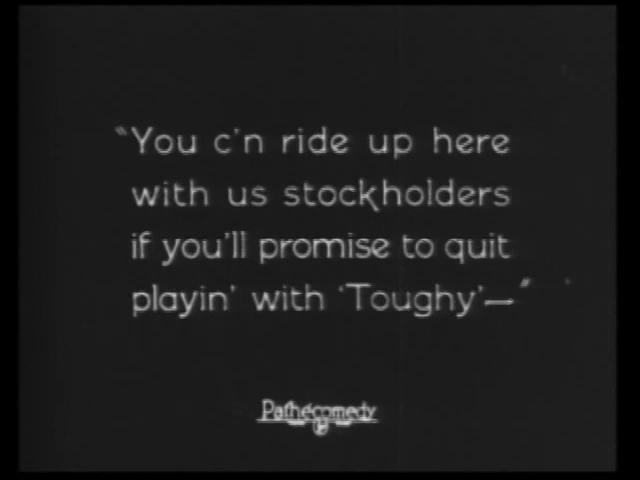 “You c'n ride up here
with us stockholders
if you'll promise to quit
playin' with ‘Toughy’—”
Pathécomedy